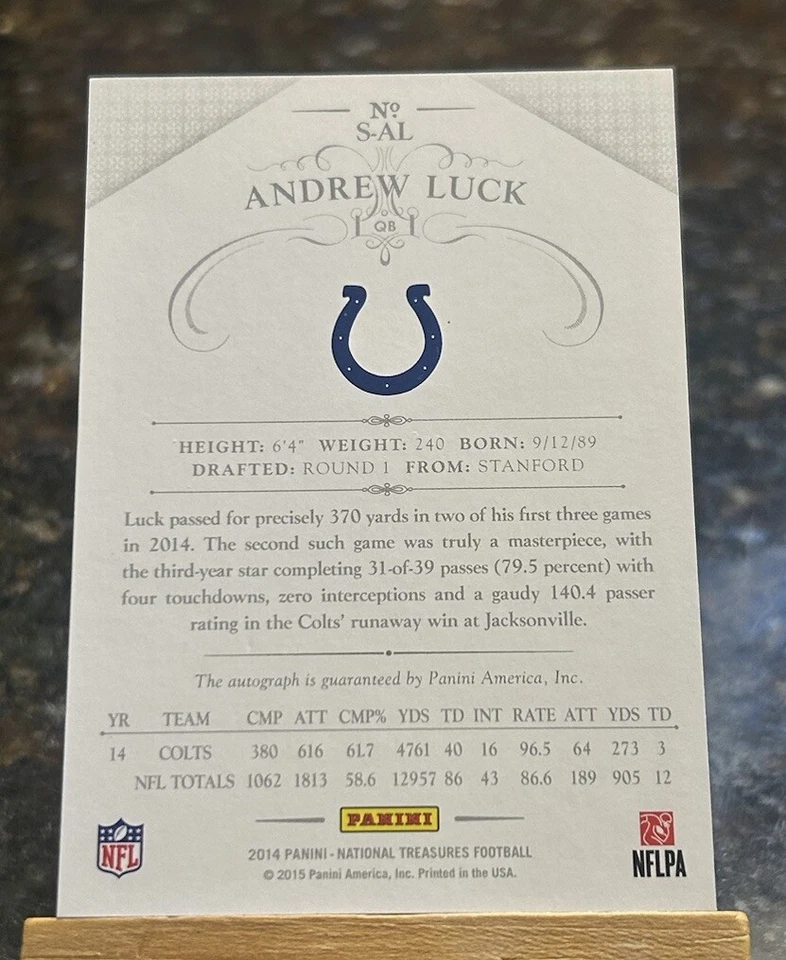 Nº
S-AL
ANDREW LUCK
QB
HEIGHT: 6'4" WEIGHT: 240 BORN: 9/12/89
DRAFTED: ROUND 1 FROM: STANFORD
Luck passed for precisely 370 yards in two of his first three games
in 2014. The second such game was truly a masterpiece, with
the third-year star completing 31-of-39 passes (79.5 percent) with
four touchdowns, zero interceptions and a gaudy 140.4 passer
rating in the Colts' runaway win at Jacksonville.
The autograph is guaranteed by Panini America, Inc.
YR TEAM CMP ATT CMP% YDS TD INT RATE ATT YDS TD
14 COLTS 380 616 61.7 4761 40 16 96.5 64 273 3
NFL TOTALS 1062 1813 58.6 12957 86 43 86.6 189 905 12
PANINI
NFL
2014 PANINI - NATIONAL TREASURES FOOTBALL
© 2015 Panini America, Inc. Printed in the USA.
NFLPA